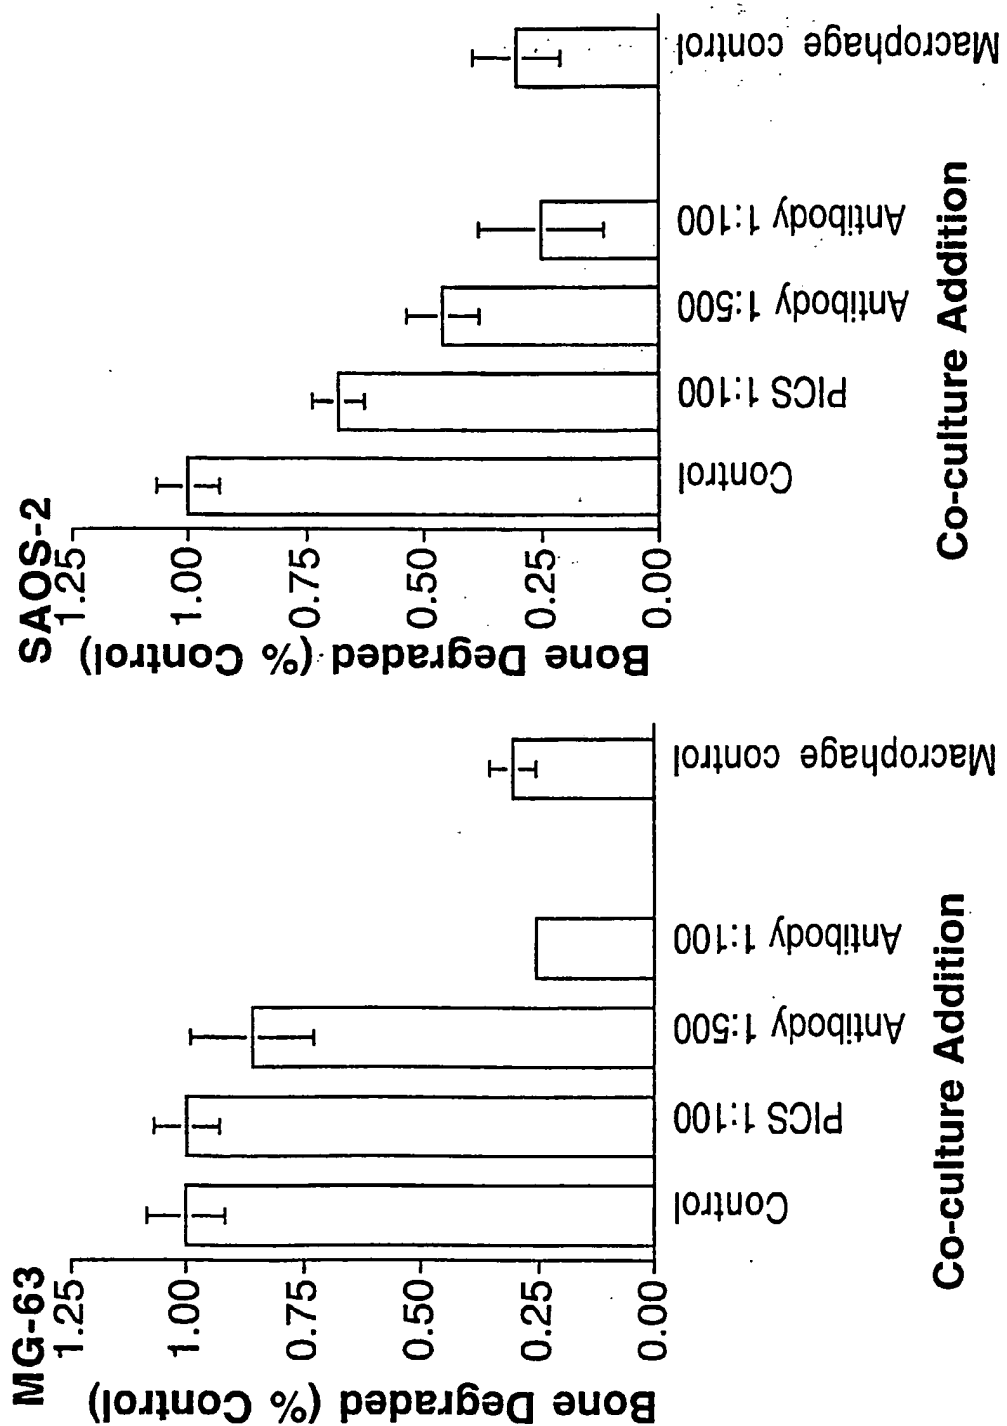 MG-63
Bone Degraded (% Control)
1.25
1.00
0.75
0.50
0.25
0.00
Control
PICS 1:100
Antibody 1:500
Antibody 1:100
Macrophage control
Co-culture Addition
SAOS-2
Bone Degraded (% Control)
1.25
1.00
0.75
0.50
0.25
0.00
Control
PICS 1:100
Antibody 1:500
Antibody 1:100
Macrophage control
Co-culture Addition